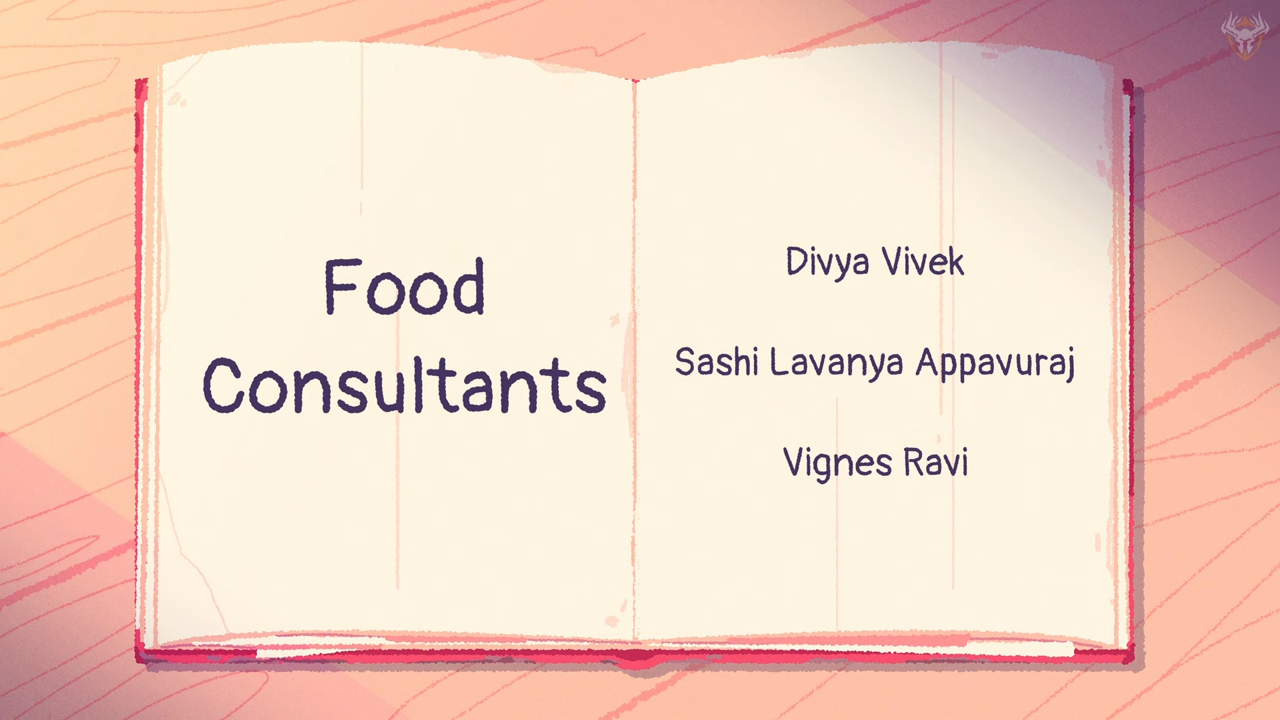 Food
Consultants
Divya Vivek
Sashi Lavanya Appavuraj
Vignes Ravi